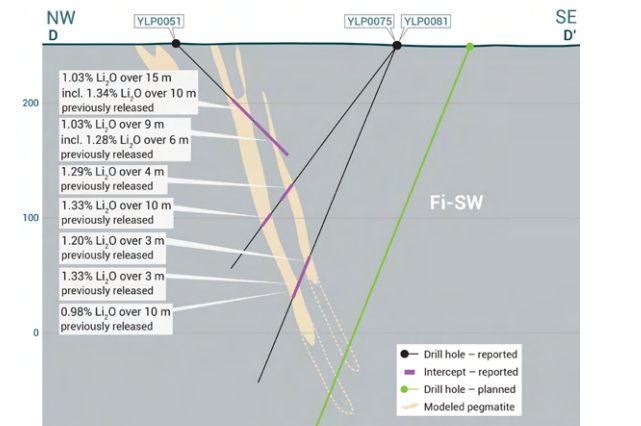 NW
SE
D
D'
YLP0051
YLP0075
YLP0081
200
100
0
1.03% Li2O over 15 m
incl. 1.34% Li2O over 10 m
previously released
1.03% Li2O over 9 m
incl. 1.28% Li2O over 6 m
previously released
1.29% Li2O over 4 m
previously released
1.33% Li2O over 10 m
previously released
1.20% Li2O over 3 m
previously released
1.33% Li2O over 3 m
previously released
0.98% Li2O over 10 m
previously released
Fi-SW
Drill hole – reported
Intercept – reported
Drill hole – planned
Modeled pegmatite